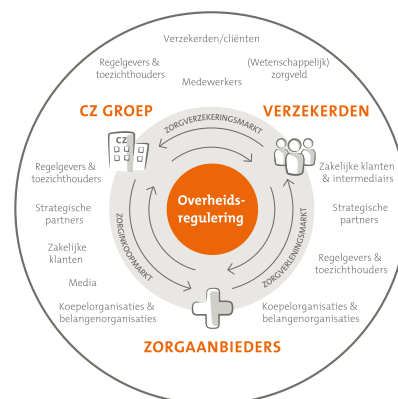 Verzekerden/cliënten
Regelgevers &
toezichthouders
(Wetenschappelijk)
zorgveld
Medewerkers
CZ GROEP
VERZEKERDEN
ZORGVERZEKERINGSMARKT
CZ
Regelgevers &
toezichthouders
Zakelijke klanten
& intermediairs
Overheids-
regulering
Strategische
partners
Strategische
partners
ZORGINKOOPMARKT
ZORGVERLENINGSMARKT
Zakelijke
klanten
Regelgevers &
toezichthouders
Media
Koepelorganisaties &
belangenorganisaties
Koepelorganisaties &
belangenorganisaties
ZORGAANBIEDERS